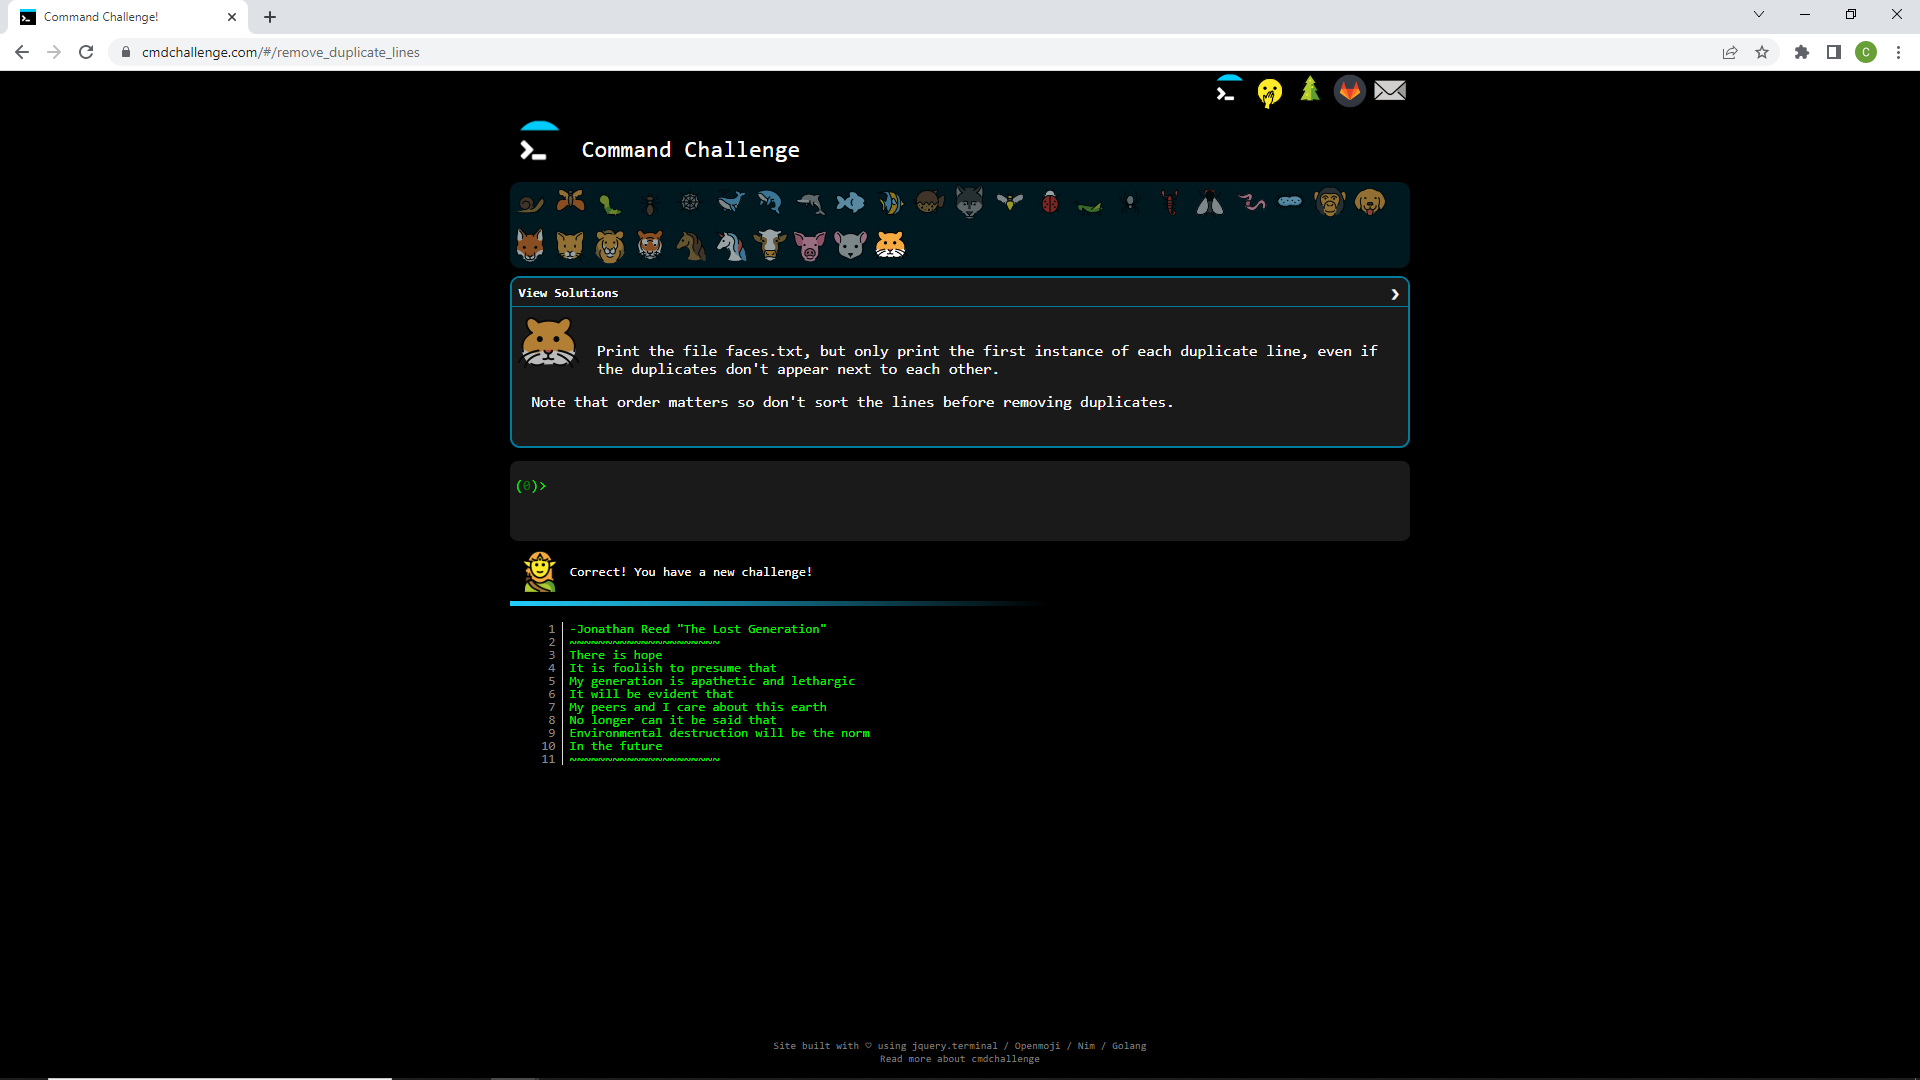 Command Challenge!
cmdchallenge.com/#/remove_duplicate_lines
C
Command Challenge
View Solutions
Print the file faces.txt, but only print the first instance of each duplicate line, even if
the duplicates don't appear next to each other.
Note that order matters so don't sort the lines before removing duplicates.
(0)>
Correct! You have a new challenge!
1 -Jonathan Reed "The Lost Generation"
2 ~~~~~~~~~~~~~~~~~~~~~
3 There is hope
4 It is foolish to presume that
5 My generation is apathetic and lethargic
6 It will be evident that
7 My peers and I care about this earth
8 No longer can it be said that
9 Environmental destruction will be the norm
10 In the future
11 ~~~~~~~~~~~~~~~~~~~~~
Site built with ♡ using jquery.terminal / Openmoji / Nim / Golang
Read more about cmdchallenge